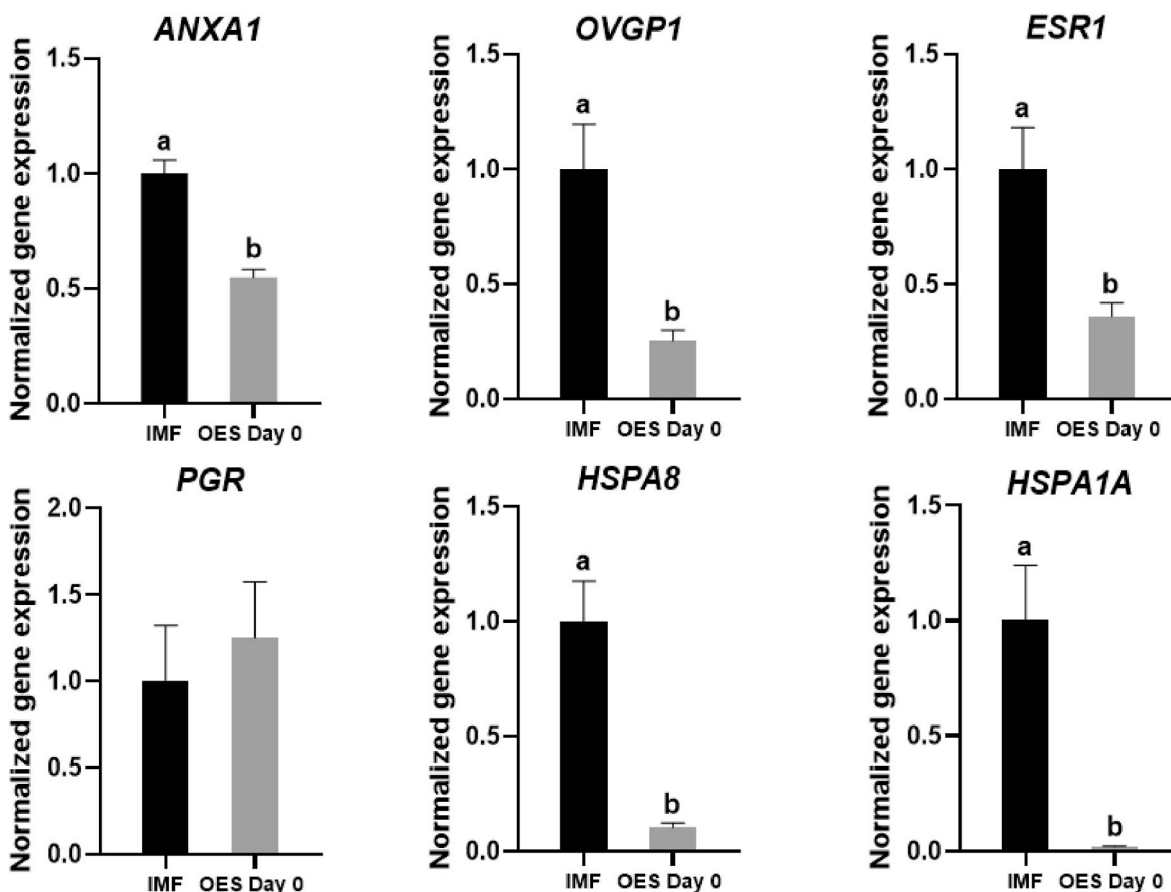 ANXA1
Normalized gene expression
1.5
1.0
0.5
0.0
a
b
IMF OES Day 0
OVGP1
Normalized gene expression
1.5
1.0
0.5
0.0
a
b
IMF OES Day 0
ESR1
Normalized gene expression
1.5
1.0
0.5
0.0
a
b
IMF OES Day 0
PGR
Normalized gene expression
2.0
1.5
1.0
0.5
0.0
IMF OES Day 0
HSPA8
Normalized gene expression
1.5
1.0
0.5
0.0
a
b
IMF OES Day 0
HSPA1A
Normalized gene expression
1.5
1.0
0.5
0.0
a
b
IMF OES Day 0